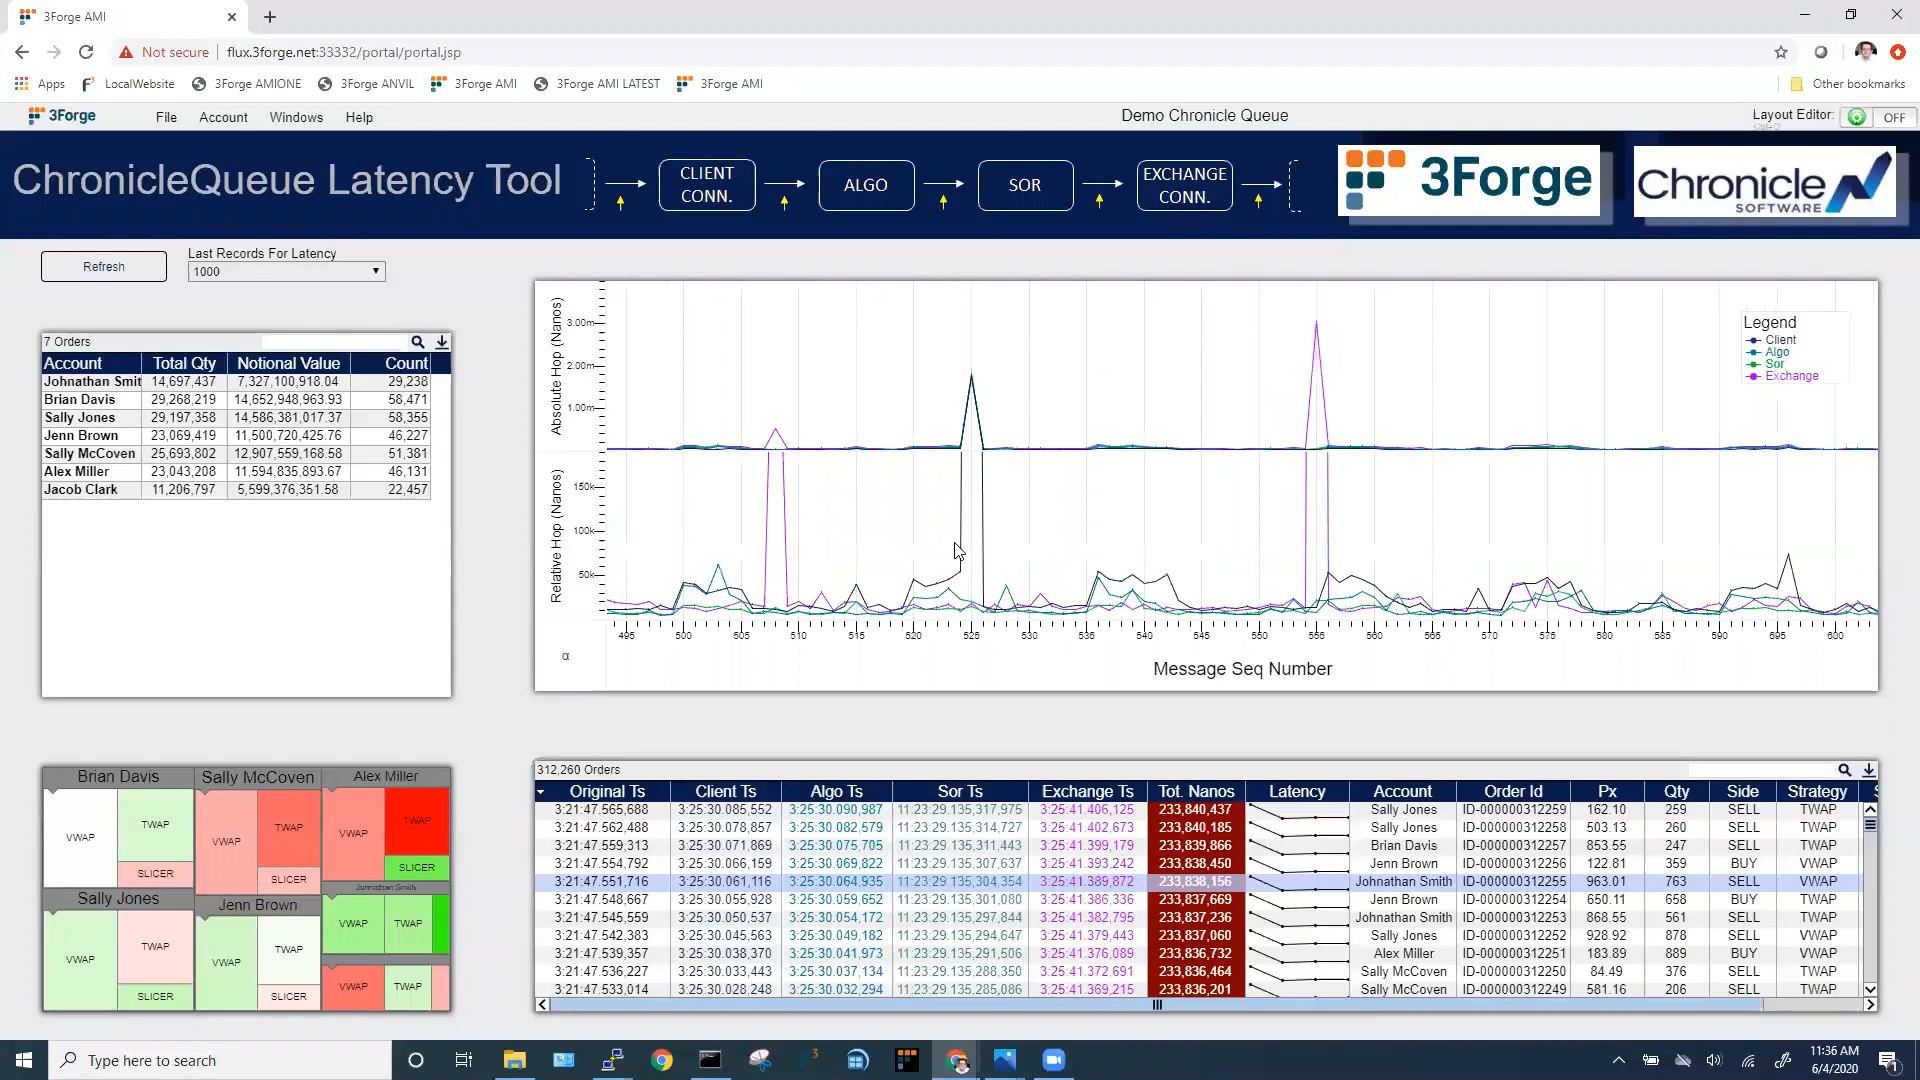 3Forge AMI
Not secure flux.3forge.net:33332/portal/portal.jsp
Apps LocalWebsite 3Forge AMIONE 3Forge ANVIL 3Forge AMI 3Forge AMI LATEST 3Forge AMI Other bookmarks
3Forge File Account Windows Help Demo Chronicle Queue Layout Editor: OFF
Ctrl+D
ChronicleQueue Latency Tool
CLIENT CONN.
ALGO
SOR
EXCHANGE CONN.
3Forge
Chronicle
SOFTWARE
Refresh
Last Records For Latency
1000
7 Orders
Account Total Qty Notional Value Count
Johnathan Smit 14,697,437 7,327,100,918.04 29,238
Brian Davis 29,268,219 14,652,948,963.93 58,471
Sally Jones 29,197,358 14,586,381,017.37 58,355
Jenn Brown 23,069,419 11,500,720,425.76 46,227
Sally McCoven 25,693,802 12,907,559,168.58 51,381
Alex Miller 23,043,208 11,594,835,893.67 46,131
Jacob Clark 11,206,797 5,599,376,351.58 22,457
Absolute Hop (Nanos)
3.00m
2.00m
1.00m
Legend
Client
Algo
Sor
Exchange
Relative Hop (Nanos)
150k
100k
50k
495 500 505 510 515 520 525 530 535 540 545 550 555 560 565 570 575 580 585 590 595 600
α
Message Seq Number
Brian Davis
VWAP TWAP
SLICER
Sally McCoven
VWAP TWAP
SLICER
Alex Miller
VWAP TWAP
SLICER
Sally Jones
VWAP TWAP
SLICER
Jenn Brown
VWAP TWAP
SLICER
Johnathan Smith
VWAP TWAP
VWAP TWAP
312,260 Orders
Original Ts Client Ts Algo Ts Sor Ts Exchange Ts Tot. Nanos Latency Account Order Id Px Qty Side Strategy
3:21:47.565,688 3:25:30.085,552 3:25:30.090,987 11:23:29.135,317,975 3:25:41.406,125 233,840,437 Sally Jones ID-000000312259 162.10 259 SELL TWAP
3:21:47.562,488 3:25:30.078,857 3:25:30.082,579 11:23:29.135,314,727 3:25:41.402,673 233,840,185 Sally Jones ID-000000312258 503.13 260 SELL TWAP
3:21:47.559,313 3:25:30.071,869 3:25:30.075,705 11:23:29.135,311,443 3:25:41.399,179 233,839,866 Brian Davis ID-000000312257 853.55 247 SELL TWAP
3:21:47.554,792 3:25:30.066,159 3:25:30.069,822 11:23:29.135,307,637 3:25:41.393,242 233,838,450 Jenn Brown ID-000000312256 122.81 359 BUY VWAP
3:21:47.551,716 3:25:30.061,116 3:25:30.064,935 11:23:29.135,304,354 3:25:41.389,872 233,838,156 Johnathan Smith ID-000000312255 963.01 763 SELL VWAP
3:21:47.548,667 3:25:30.055,928 3:25:30.059,652 11:23:29.135,301,080 3:25:41.386,336 233,837,669 Jenn Brown ID-000000312254 650.11 658 BUY TWAP
3:21:47.545,559 3:25:30.050,537 3:25:30.054,172 11:23:29.135,297,844 3:25:41.382,795 233,837,236 Johnathan Smith ID-000000312253 868.55 561 SELL TWAP
3:21:47.542,383 3:25:30.045,563 3:25:30.049,182 11:23:29.135,294,647 3:25:41.379,443 233,837,060 Sally Jones ID-000000312252 928.92 878 SELL VWAP
3:21:47.539,357 3:25:30.038,370 3:25:30.041,973 11:23:29.135,291,506 3:25:41.376,089 233,836,732 Alex Miller ID-000000312251 183.89 889 BUY VWAP
3:21:47.536,227 3:25:30.033,443 3:25:30.037,134 11:23:29.135,288,350 3:25:41.372,691 233,836,464 Sally McCoven ID-000000312250 84.49 376 SELL TWAP
3:21:47.533,014 3:25:30.028,248 3:25:30.032,294 11:23:29.135,285,086 3:25:41.369,215 233,836,201 Sally McCoven ID-000000312249 581.16 206 SELL TWAP
Type here to search
11:36 AM
6/4/2020